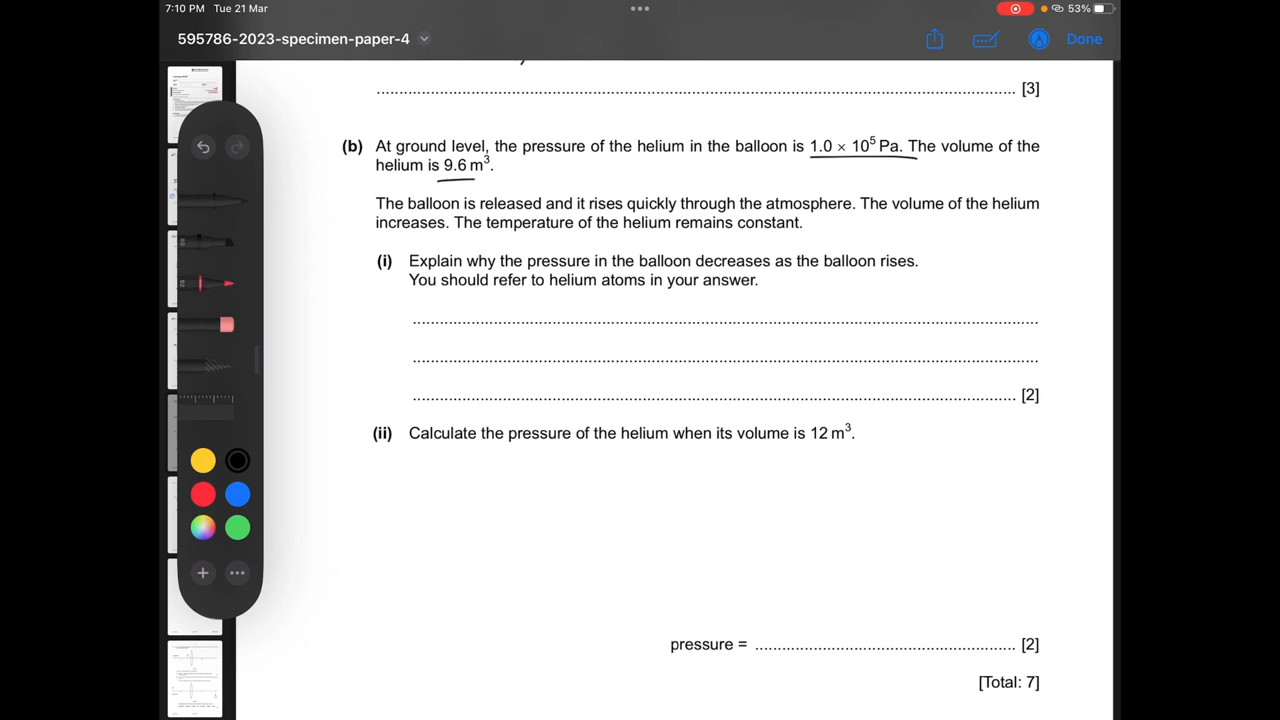 7:10 PM Tue 21 Mar
53%
595786-2023-specimen-paper-4
Done
[3]
(b) At ground level, the pressure of the helium in the balloon is 1.0 × 10⁵ Pa. The volume of the
helium is 9.6 m³.
The balloon is released and it rises quickly through the atmosphere. The volume of the helium
increases. The temperature of the helium remains constant.
(i) Explain why the pressure in the balloon decreases as the balloon rises.
You should refer to helium atoms in your answer.
[2]
(ii) Calculate the pressure of the helium when its volume is 12 m³.
pressure = ............................................................ [2]
[Total: 7]